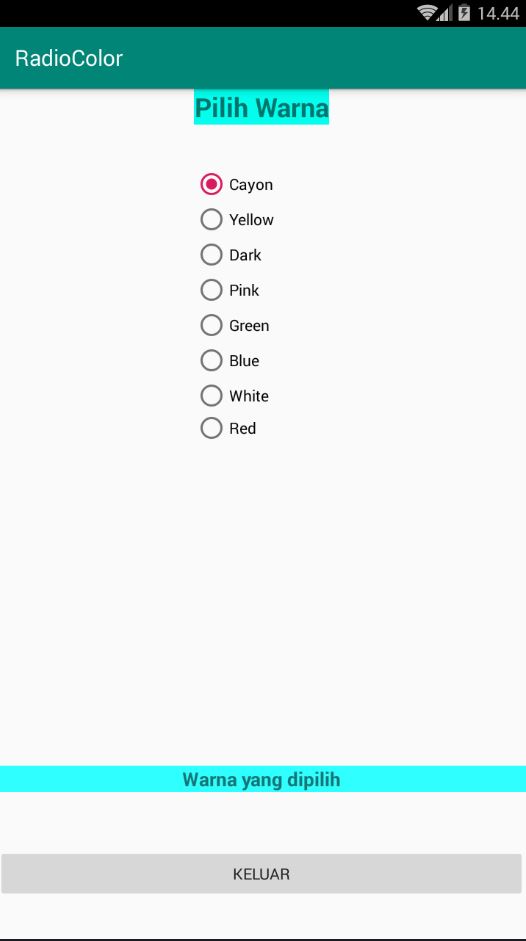 14.44
RadioColor
Pilih Warna
Cayon
Yellow
Dark
Pink
Green
Blue
White
Red
Warna yang dipilih
KELUAR